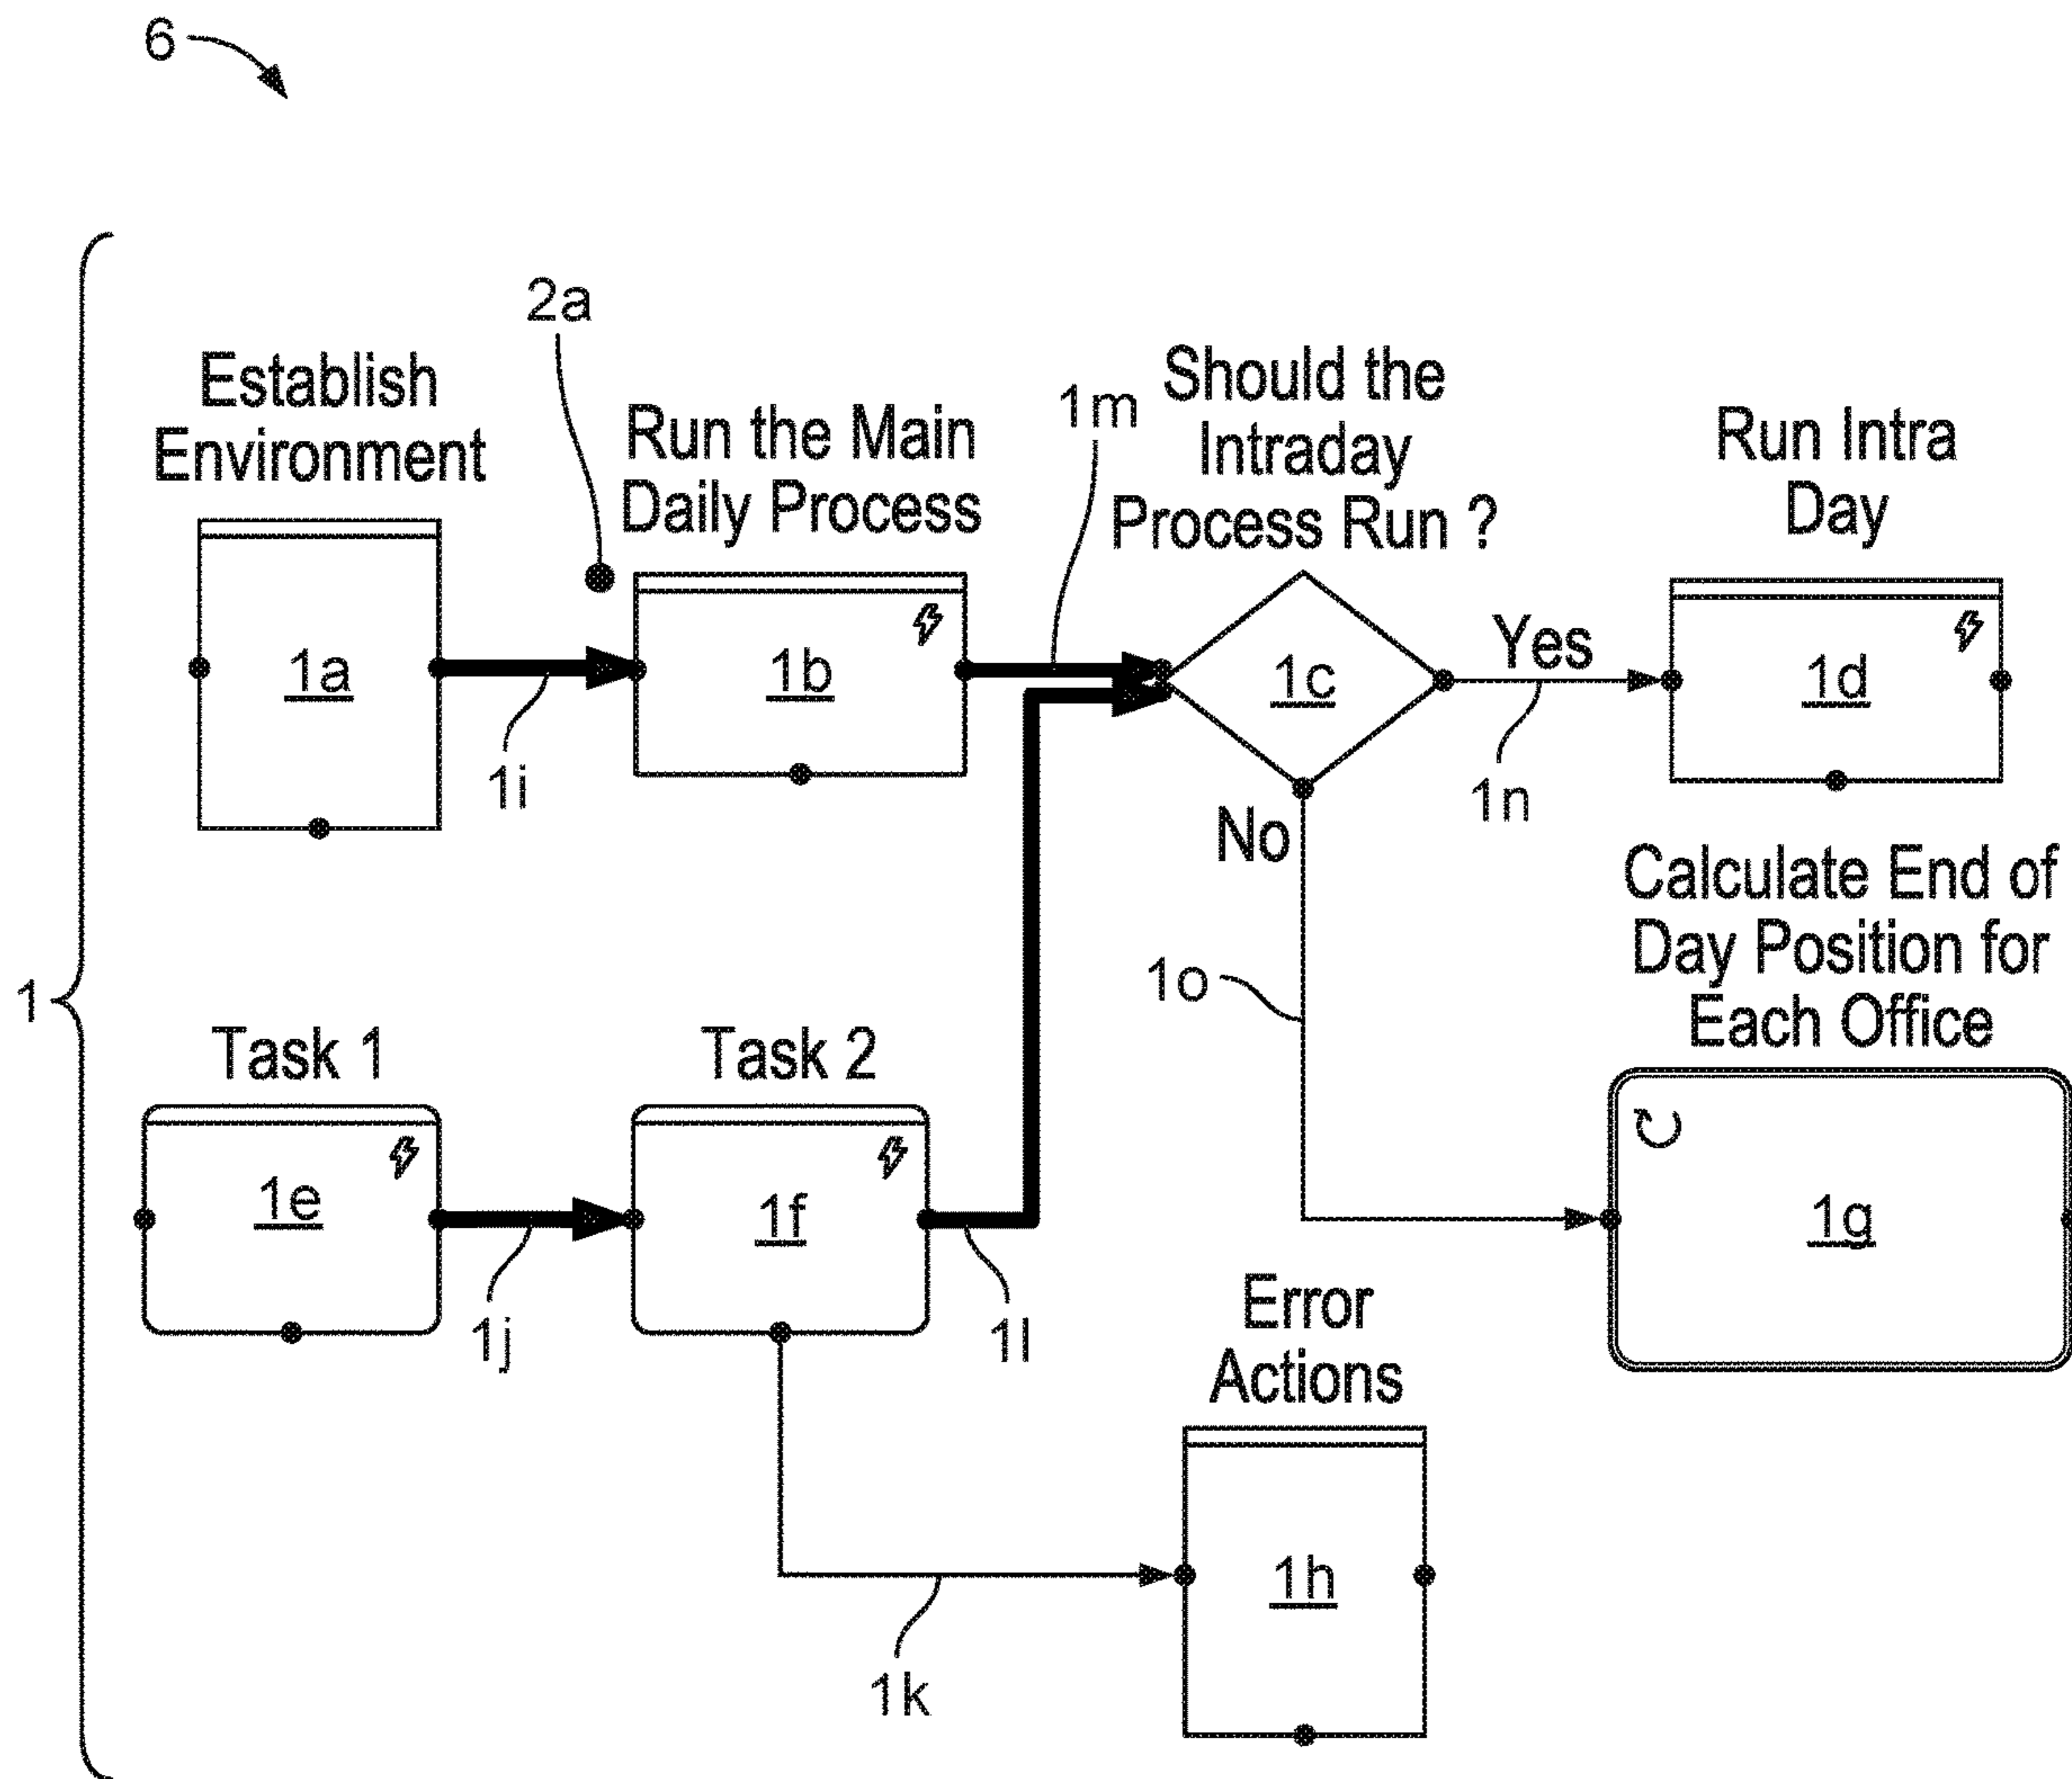 6
2a
Establish
Environment
Run the Main
Daily Process
1m
Should the
Intraday
Process Run ?
Run Intra
Day
1a
1i
1b
1c
Yes
1n
1d
No
1o
Calculate End of
Day Position for
Each Office
1
Task 1
Task 2
1e
1j
1f
1l
1g
Error
Actions
1k
1h